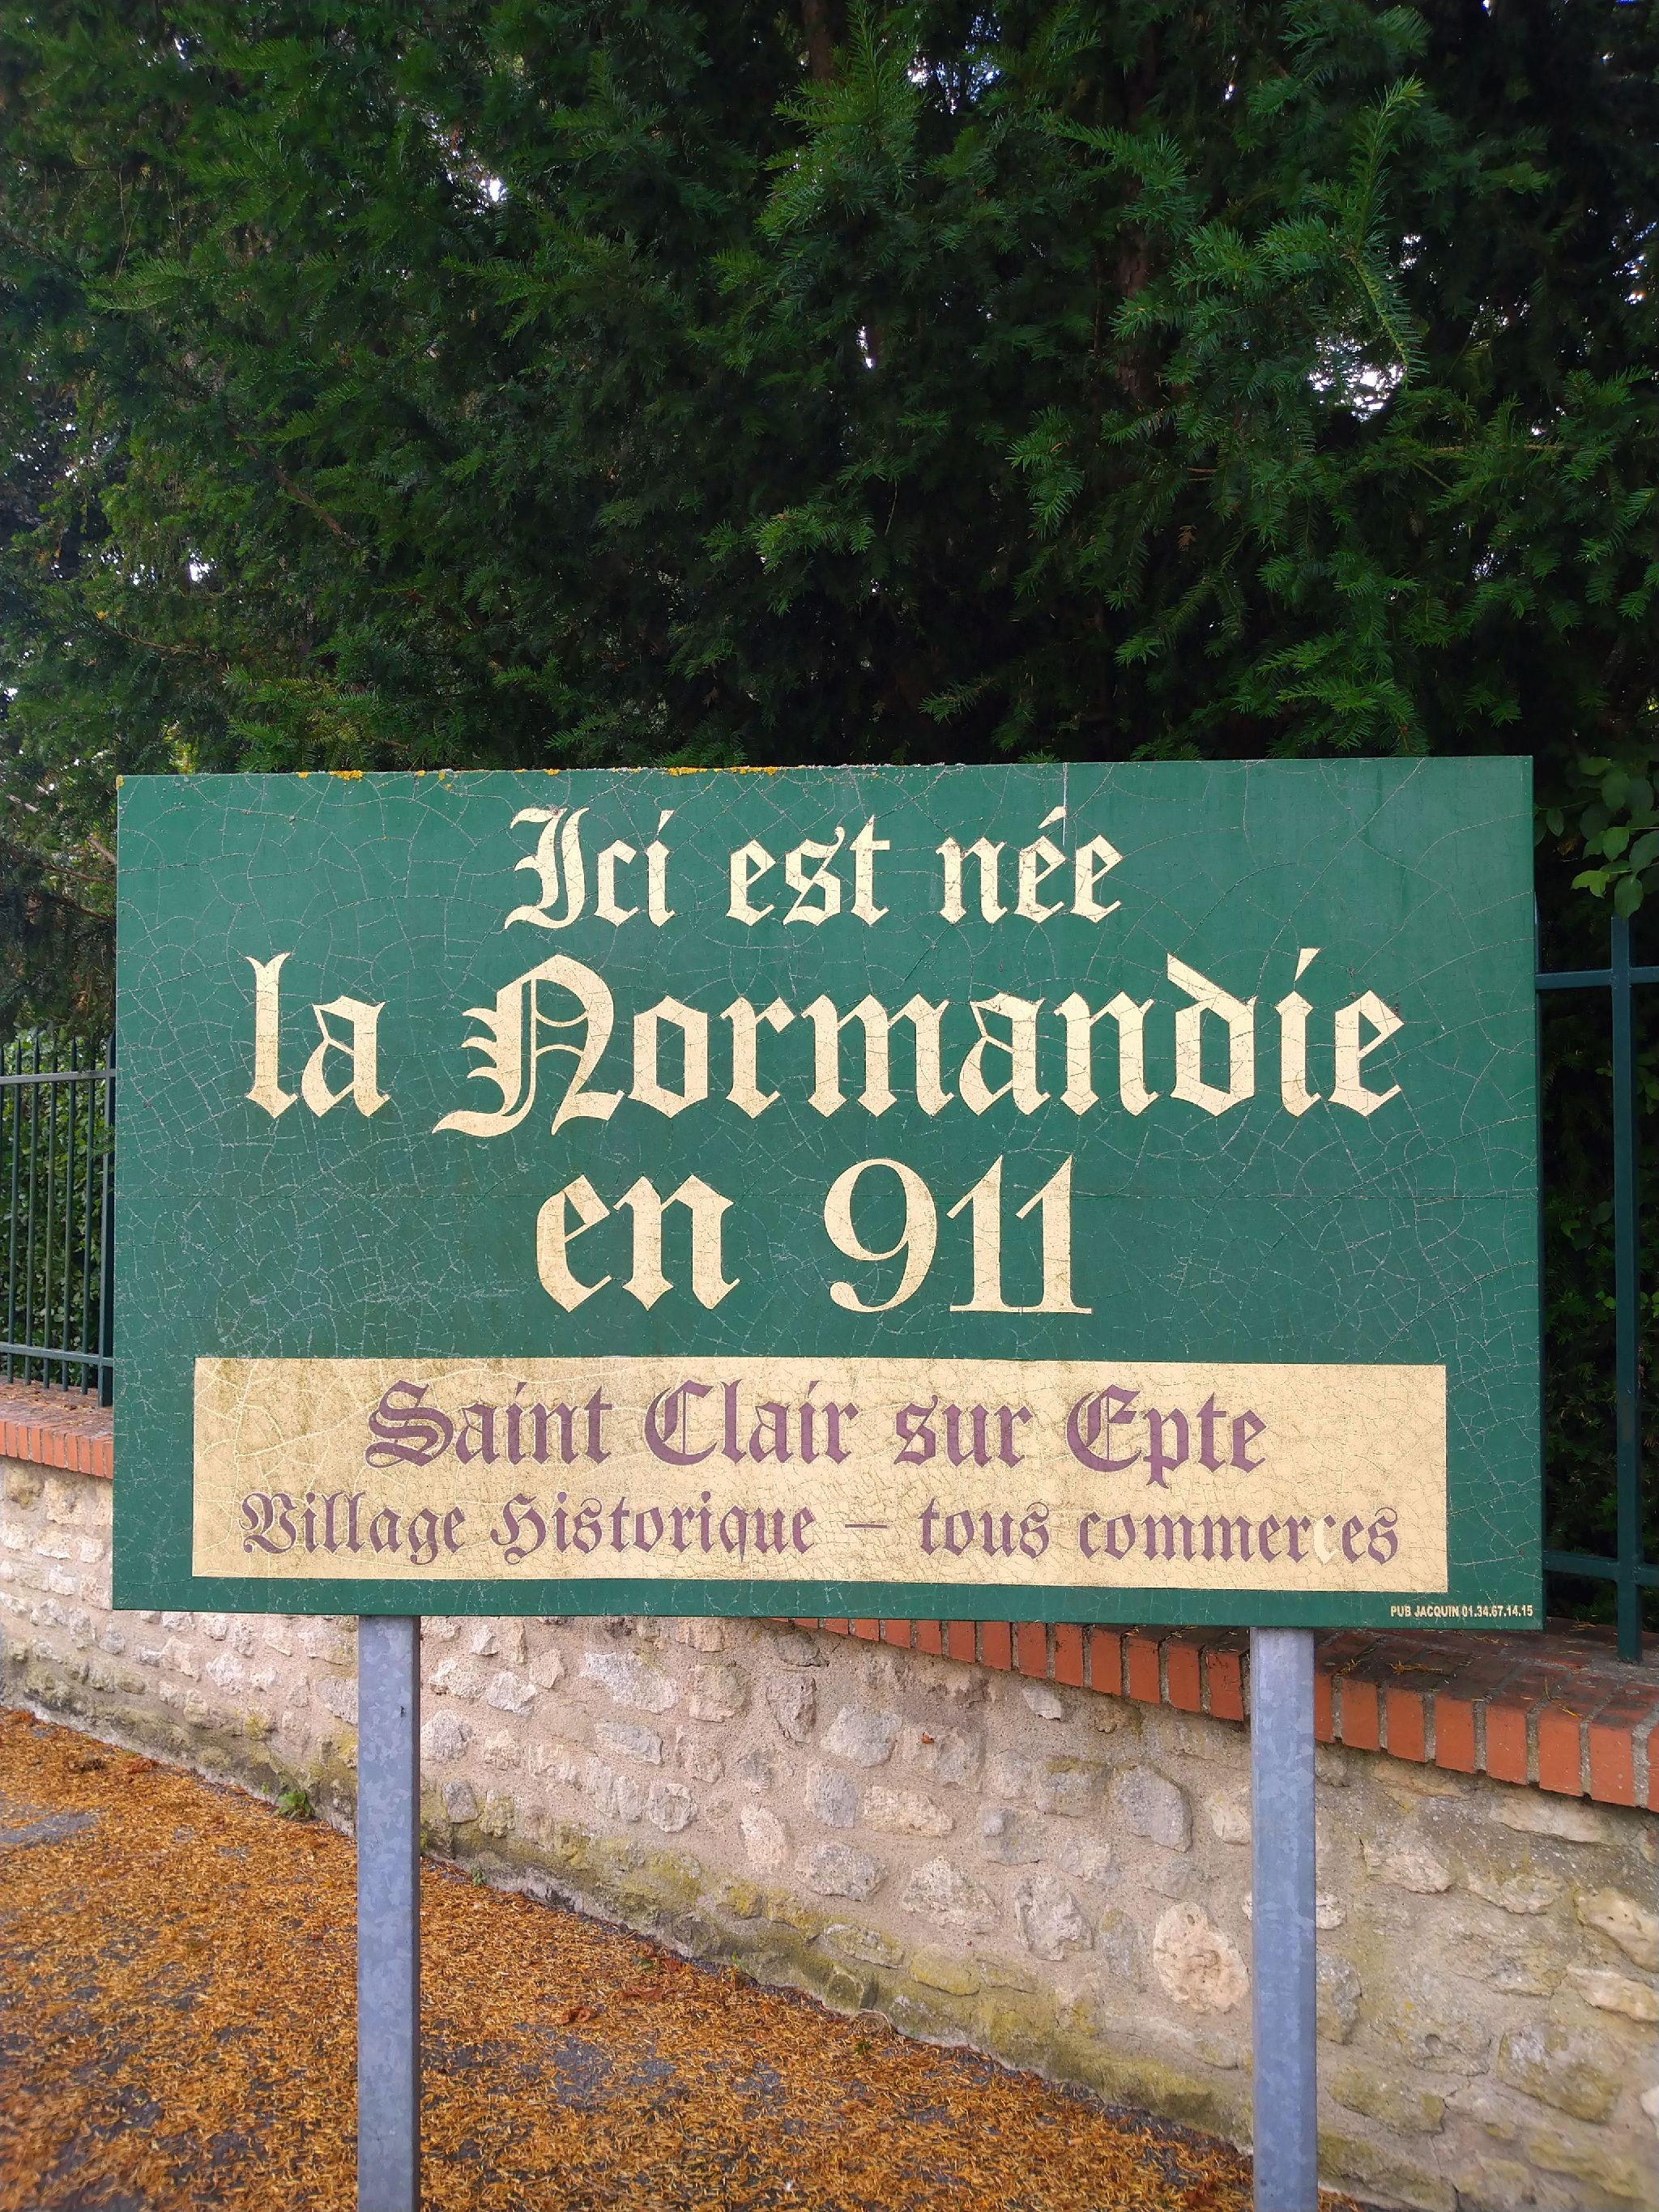 Ici est née
la Normandie
en 911
Saint Clair sur Epte
Village Historique – tous commerces
PUB JACQUIN 01.34.67.14.15